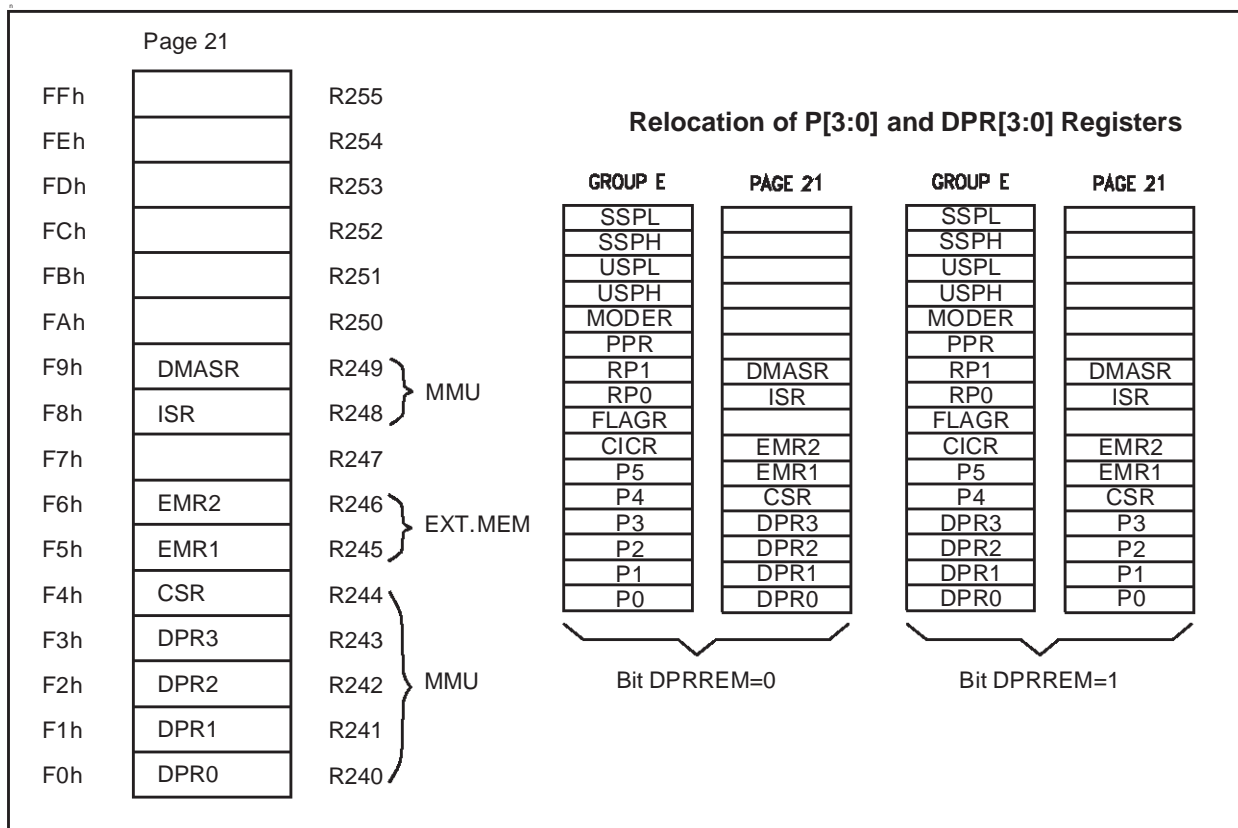 Page 21
FFh R255
FEh R254
FDh R253
FCh R252
FBh R251
FAh R250
F9h DMASR R249
F8h ISR R248
MMU
F7h R247
F6h EMR2 R246
F5h EMR1 R245
EXT.MEM
F4h CSR R244
F3h DPR3 R243
F2h DPR2 R242
F1h DPR1 R241
F0h DPR0 R240
MMU
Relocation of P[3:0] and DPR[3:0] Registers
GROUP E PAGE 21 GROUP E PAGE 21
SSPL SSPL
SSPH SSPH
USPL USPL
USPH USPH
MODER MODER
PPR PPR
RP1 DMASR RP1 DMASR
RP0 ISR RP0 ISR
FLAGR FLAGR
CICR EMR2 CICR EMR2
P5 EMR1 P5 EMR1
P4 CSR P4 CSR
P3 DPR3 DPR3 P3
P2 DPR2 DPR2 P2
P1 DPR1 DPR1 P1
P0 DPR0 DPR0 P0
Bit DPRREM=0 Bit DPRREM=1